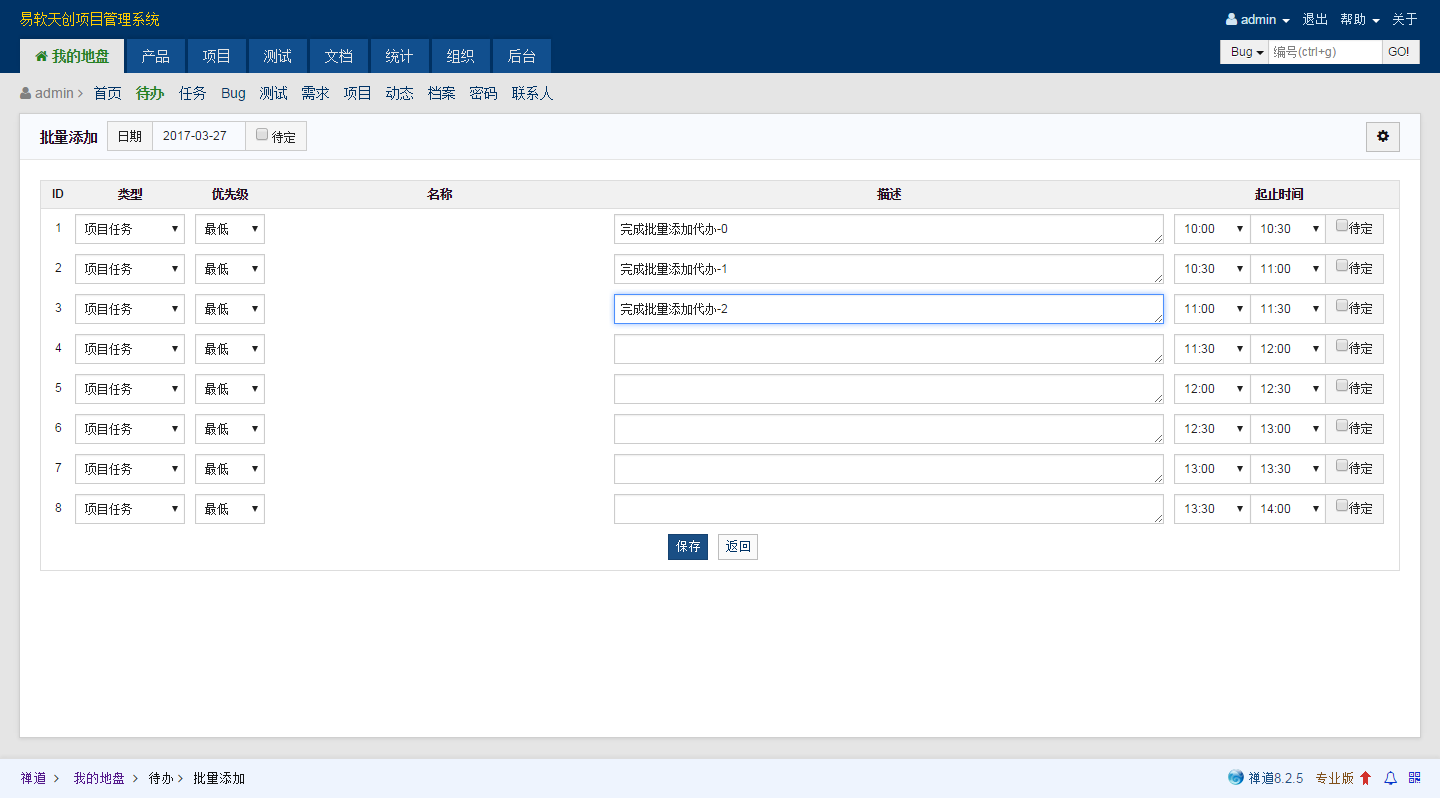 易软天创项目管理系统 admin 退出 帮助 关于
我的地盘 产品 项目 测试 文档 统计 组织 后台 Bug 编号(ctrl+g) GO!
admin 首页 待办 任务 Bug 测试 需求 项目 动态 档案 密码 联系人
批量添加 日期 2017-03-27 待定
ID 类型 优先级 名称 描述 起止时间
1 项目任务 最低 完成批量添加代办-0 10:00 10:30 待定
2 项目任务 最低 完成批量添加代办-1 10:30 11:00 待定
3 项目任务 最低 完成批量添加代办-2 11:00 11:30 待定
4 项目任务 最低 11:30 12:00 待定
5 项目任务 最低 12:00 12:30 待定
6 项目任务 最低 12:30 13:00 待定
7 项目任务 最低 13:00 13:30 待定
8 项目任务 最低 13:30 14:00 待定
保存 返回
禅道 我的地盘 待办 批量添加 禅道8.2.5 专业版